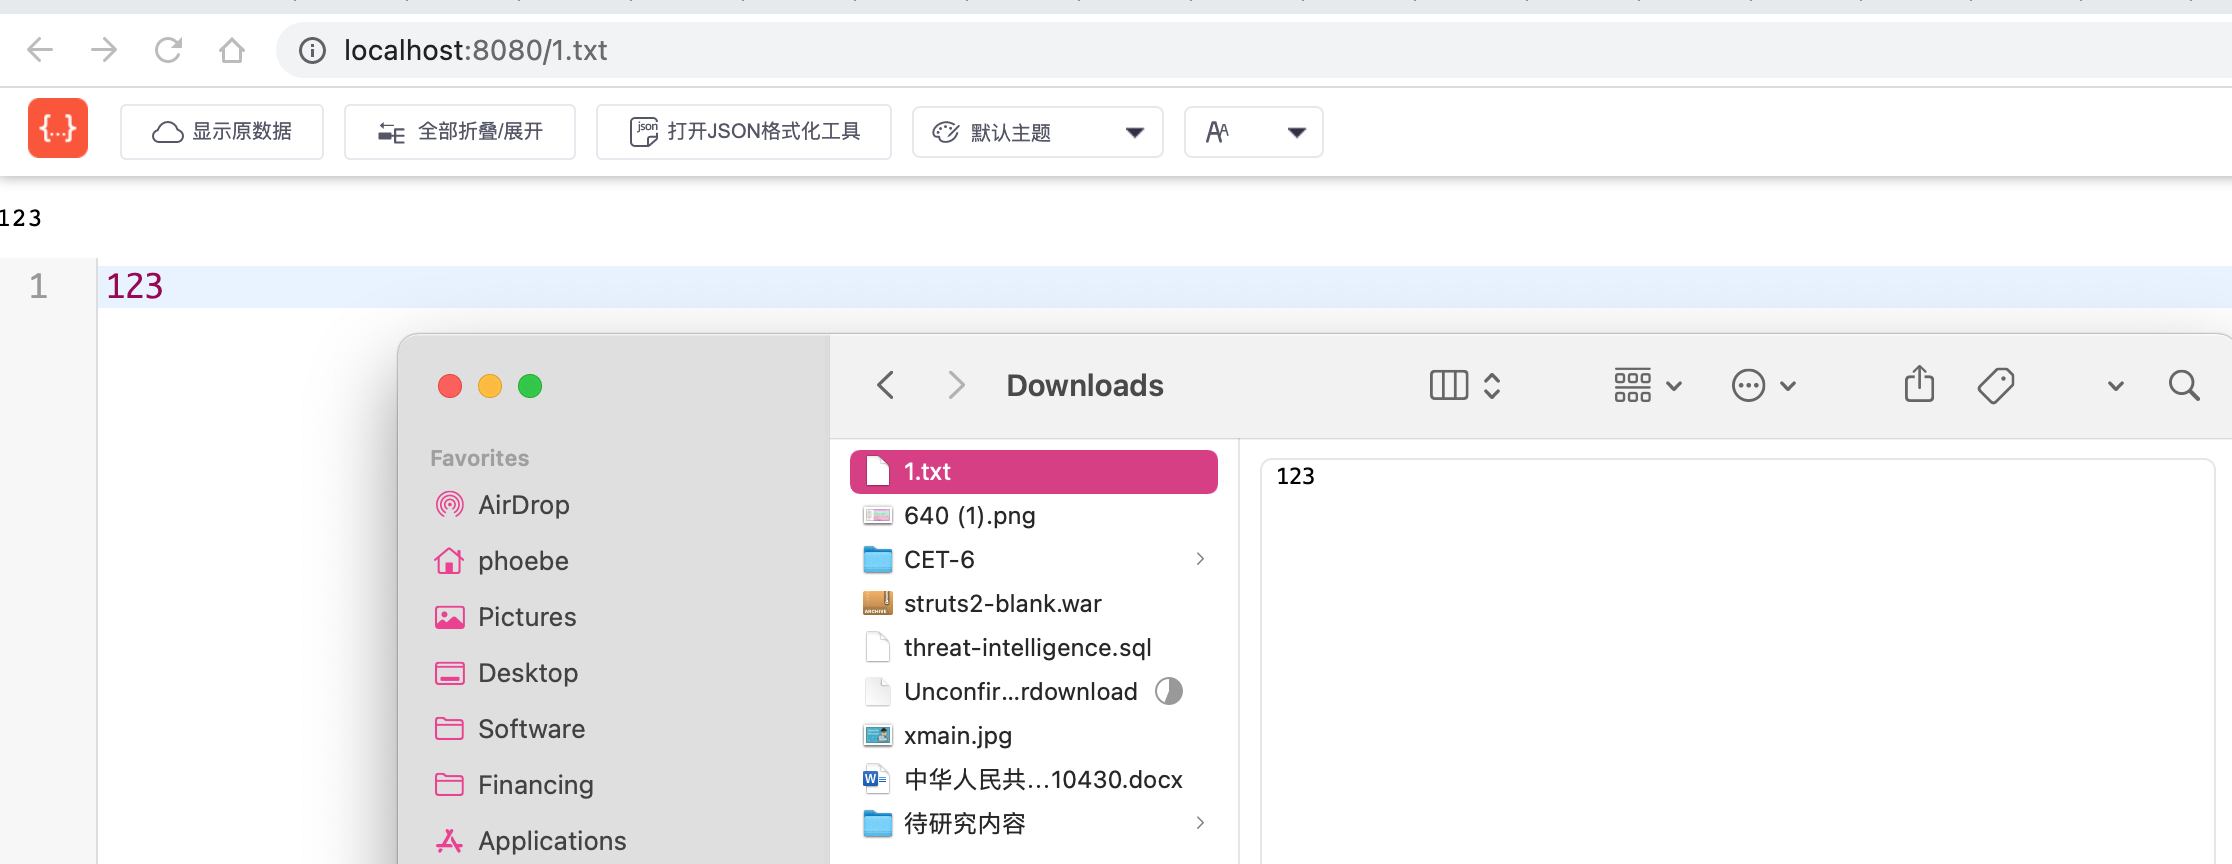 localhost:8080/1.txt
{...}
显示原数据
全部折叠/展开
json
打开JSON格式化工具
默认主题
AA
123
1
123
Downloads
Favorites
AirDrop
phoebe
Pictures
Desktop
Software
Financing
Applications
1.txt
640 (1).png
CET-6
ARCHIVE
struts2-blank.war
threat-intelligence.sql
Unconfir...rdownload
xmain.jpg
W
中华人民共...10430.docx
待研究内容
123